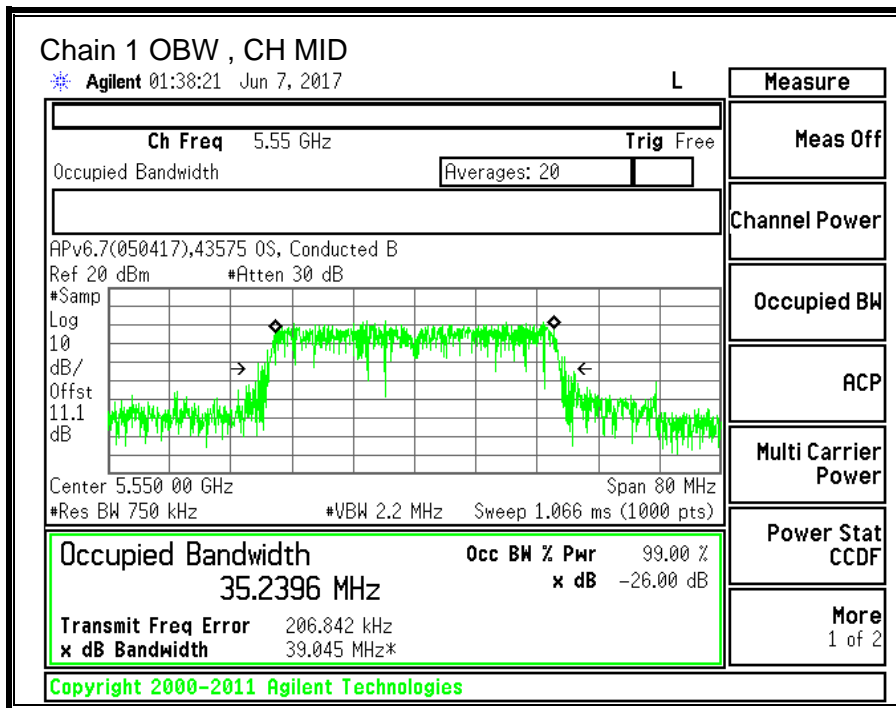 Chain 1 OBW , CH MID
Agilent 01:38:21 Jun 7, 2017 L Measure
Ch Freq 5.55 GHz Trig Free
Occupied Bandwidth Averages: 20
APv6.7(050417),43575 OS, Conducted B
Ref 20 dBm #Atten 30 dB
#Samp
Log
10
dB/
Offst
11.1
dB
Center 5.550 00 GHz Span 80 MHz
#Res BW 750 kHz #VBW 2.2 MHz Sweep 1.066 ms (1000 pts)
Occupied Bandwidth Occ BW % Pwr 99.00 %
35.2396 MHz x dB -26.00 dB
Transmit Freq Error 206.842 kHz
x dB Bandwidth 39.045 MHz*
Meas Off
Channel Power
Occupied BW
ACP
Multi Carrier
Power
Power Stat
CCDF
More
1 of 2
Copyright 2000-2011 Agilent Technologies